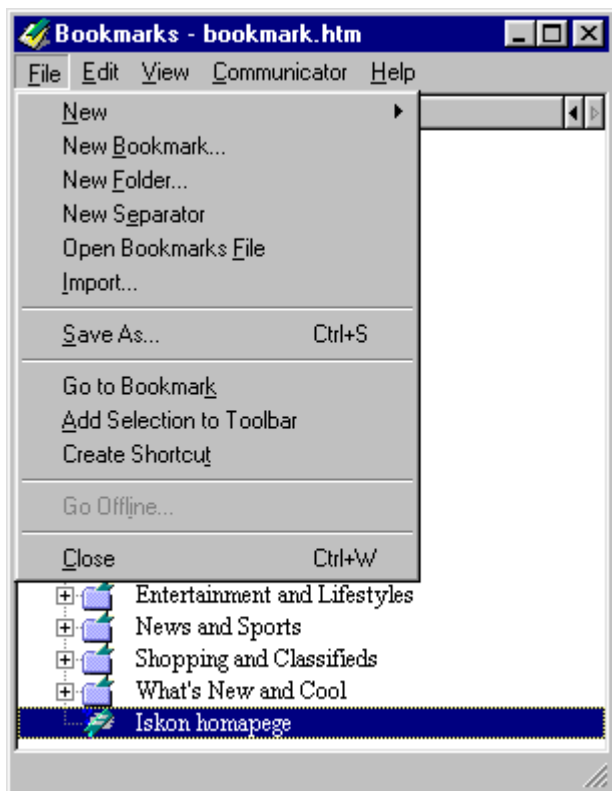 Bookmarks - bookmark.htm
File Edit View Communicator Help
New
New Bookmark...
New Folder...
New Separator
Open Bookmarks File
Import...
Save As... Ctrl+S
Go to Bookmark
Add Selection to Toolbar
Create Shortcut
Go Offline...
Close Ctrl+W
Entertainment and Lifestyles
News and Sports
Shopping and Classifieds
What's New and Cool
Iskon homapege